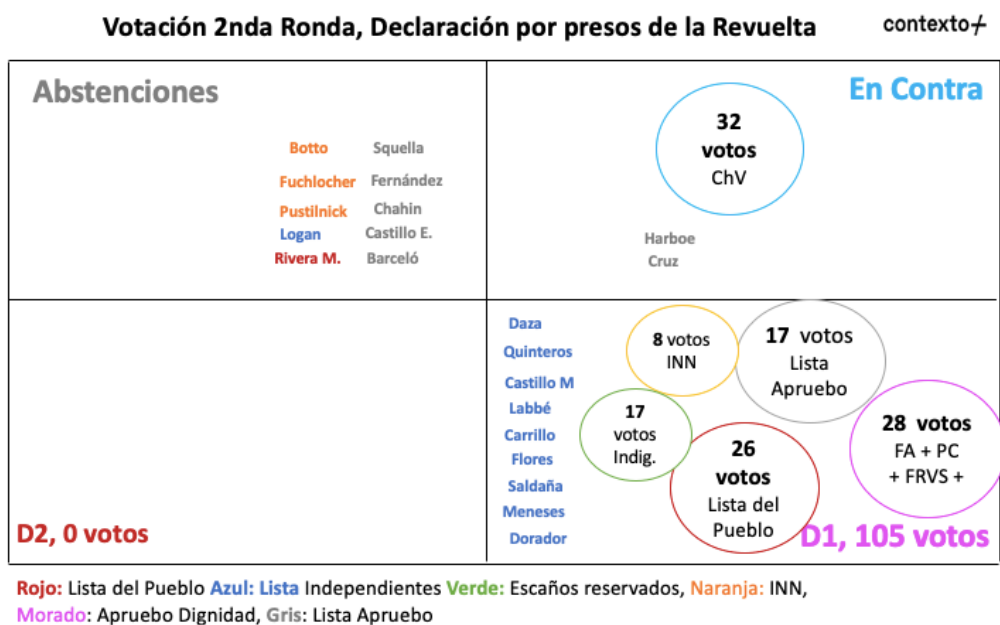 Votación 2nda Ronda, Declaración por presos de la Revuelta
contexto+
Abstenciones
Botto
Squella
Fuchlocher
Fernández
Pustilnick
Chahin
Logan
Castillo E.
Rivera M.
Barceló
En Contra
32
votos
ChV
Harboe
Cruz
D2, 0 votos
Daza
Quinteros
Castillo M
Labbé
Carrillo
Flores
Saldaña
Meneses
Dorador
8 votos
INN
17 votos
Lista
Apruebo
17
votos
Indig.
26
votos
Lista del
Pueblo
28 votos
FA + PC
+ FRVS +
D1, 105 votos
Rojo: Lista del Pueblo Azul: Lista Independientes Verde: Escaños reservados, Naranja: INN,
Morado: Apruebo Dignidad, Gris: Lista Apruebo